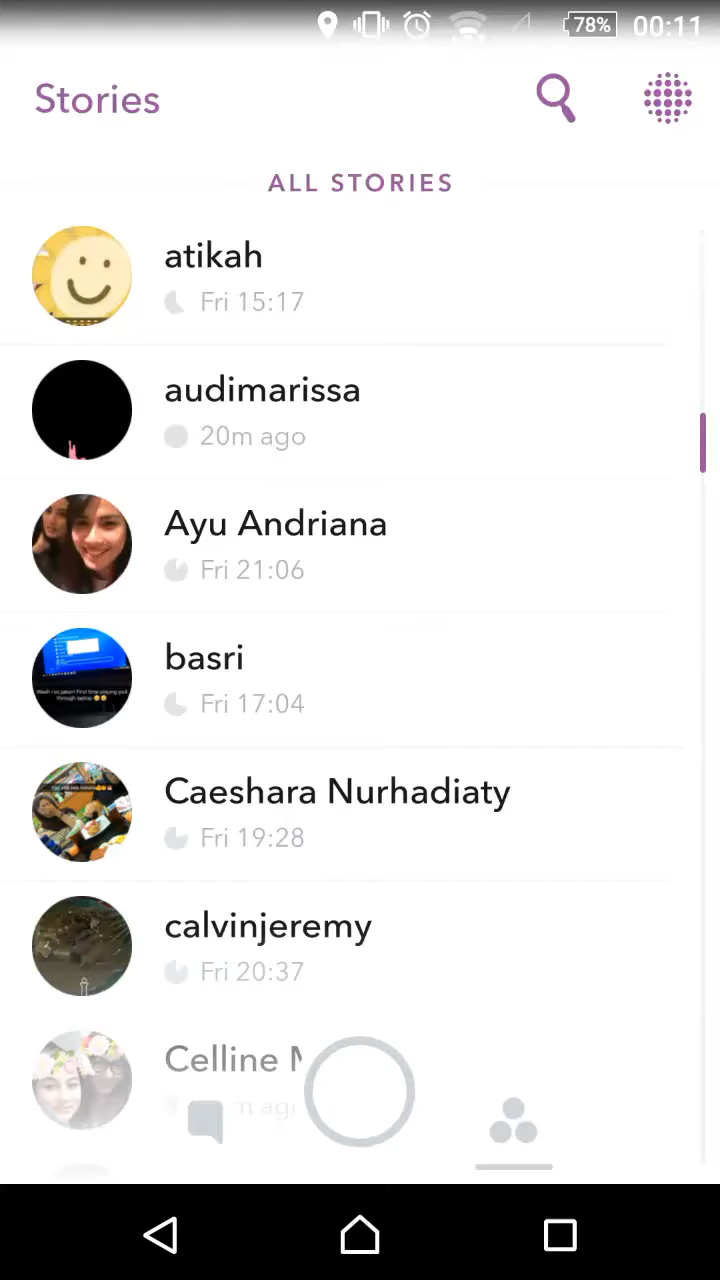 78% 00:11
Stories
ALL STORIES
atikah
Fri 15:17
audimarissa
20m ago
Ayu Andriana
Fri 21:06
basri
Fri 17:04
Caeshara Nurhadiaty
Fri 19:28
calvinjeremy
Fri 20:37
Celline
m ago